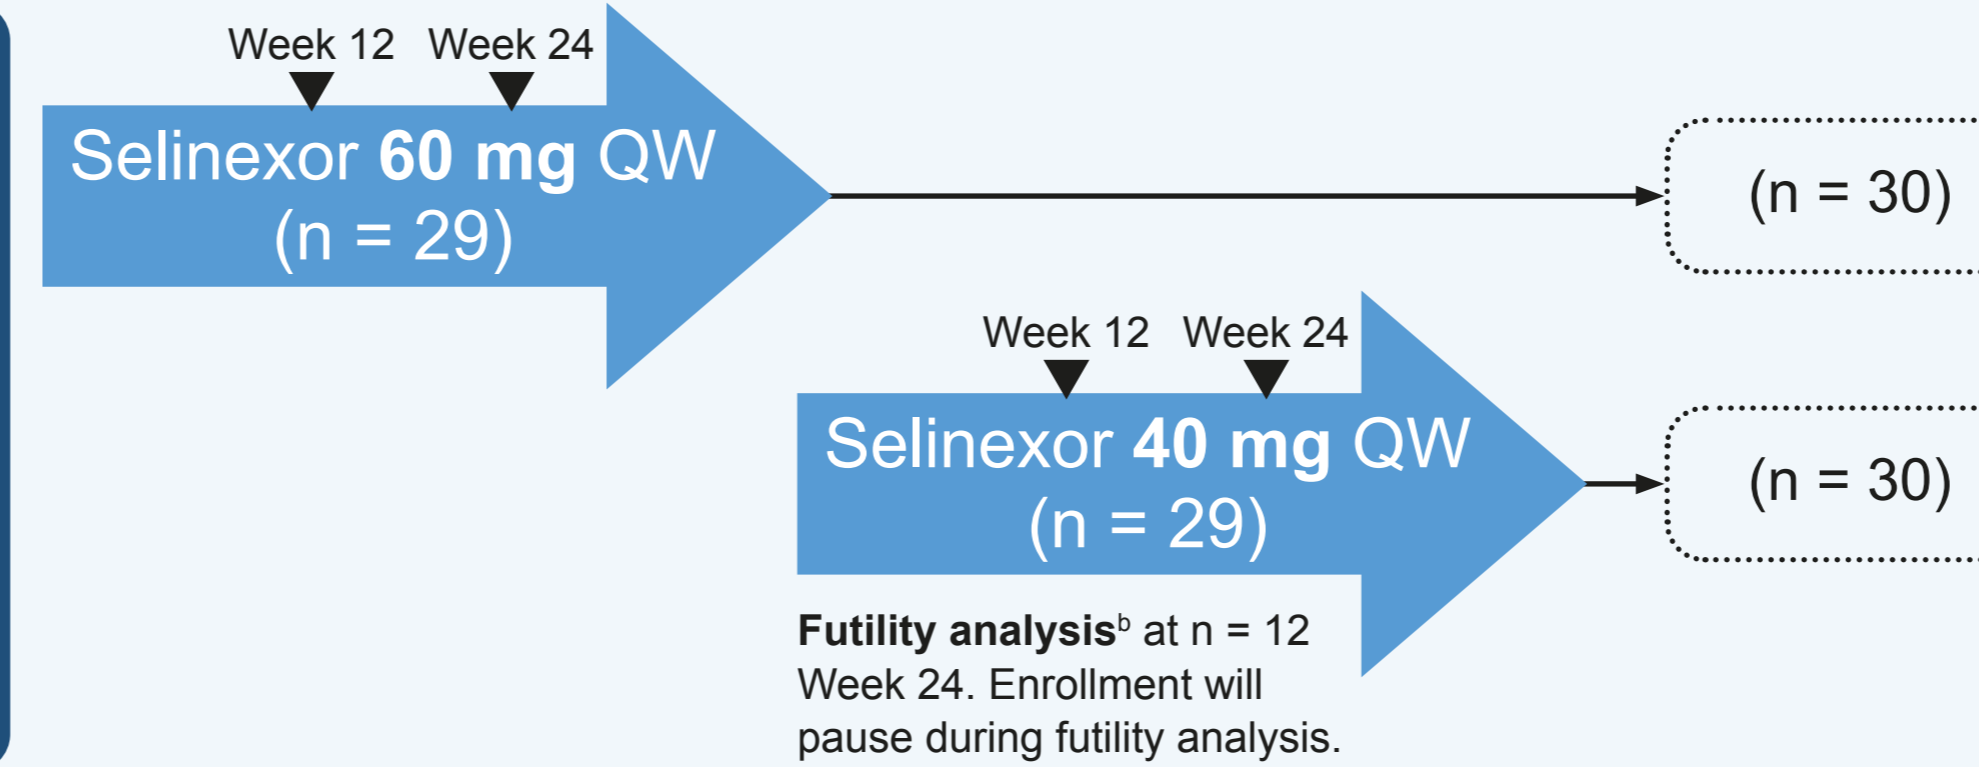 Week 12 Week 24
Selinexor 60 mg QW
(n = 29)
(n = 30)
Week 12 Week 24
Selinexor 40 mg QW
(n = 29)
(n = 30)
Futility analysisᵇ at n = 12
Week 24. Enrollment will
pause during futility analysis.